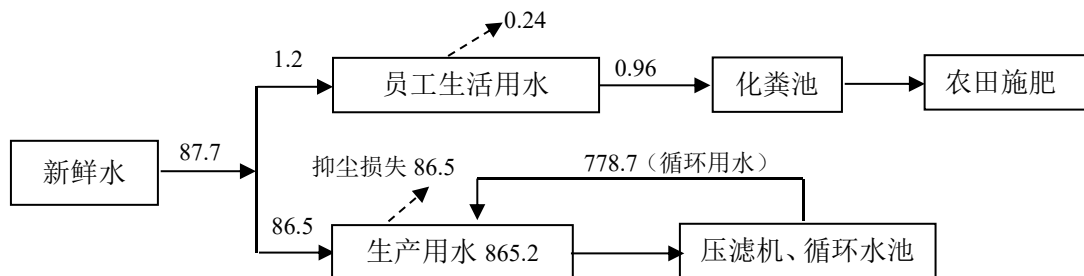 0.24
1.2
员工生活用水
0.96
化粪池
农田施肥
新鲜水
87.7
抑尘损失 86.5
778.7（循环用水）
86.5
生产用水 865.2
压滤机、循环水池